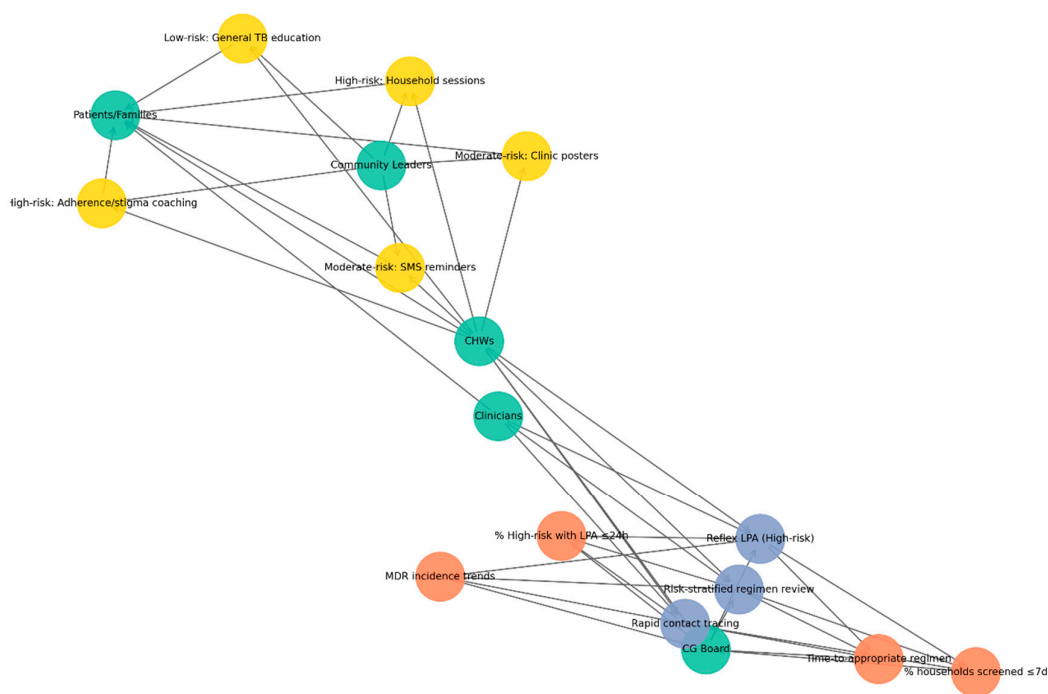 Low-risk: General TB education
High-risk: Household sessions
Patients/Families
Moderate-risk: Clinic posters
Community Leaders
igh-risk: Adherence/stigma coaching
Moderate-risk: SMS reminders
CHWs
Clinicians
% High-risk with LPA ≤24h
Reflex LPA (High-risk)
MDR incidence trends
Risk-stratified regimen review
Rapid contact tracing
CG Board
Time-to appropriate regimen
% households screened ≤7d